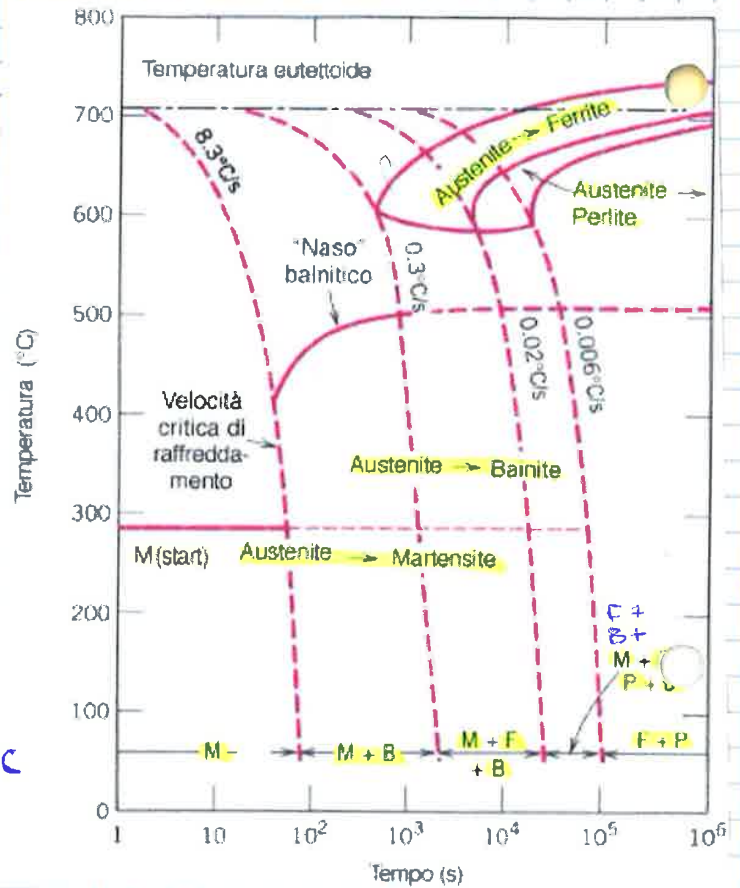 800
Temperatura eutettoide
700
8.3°C/s
Austenite → Ferrite
Austenite →
Perlite
600
"Naso"
bainitico
0.3°C/s
500
0.02°C/s
0.006°C/s
Temperatura (°C)
Velocità
critica di
raffredda-
mento
400
Austenite → Bainite
300
M(start)
Austenite → Martensite
200
F +
B +
M +
P +
100
C
M
M + B
M + F
+ B
F + P
0
1
10
10²
10³
10⁴
10⁵
10⁶
Tempo (s)